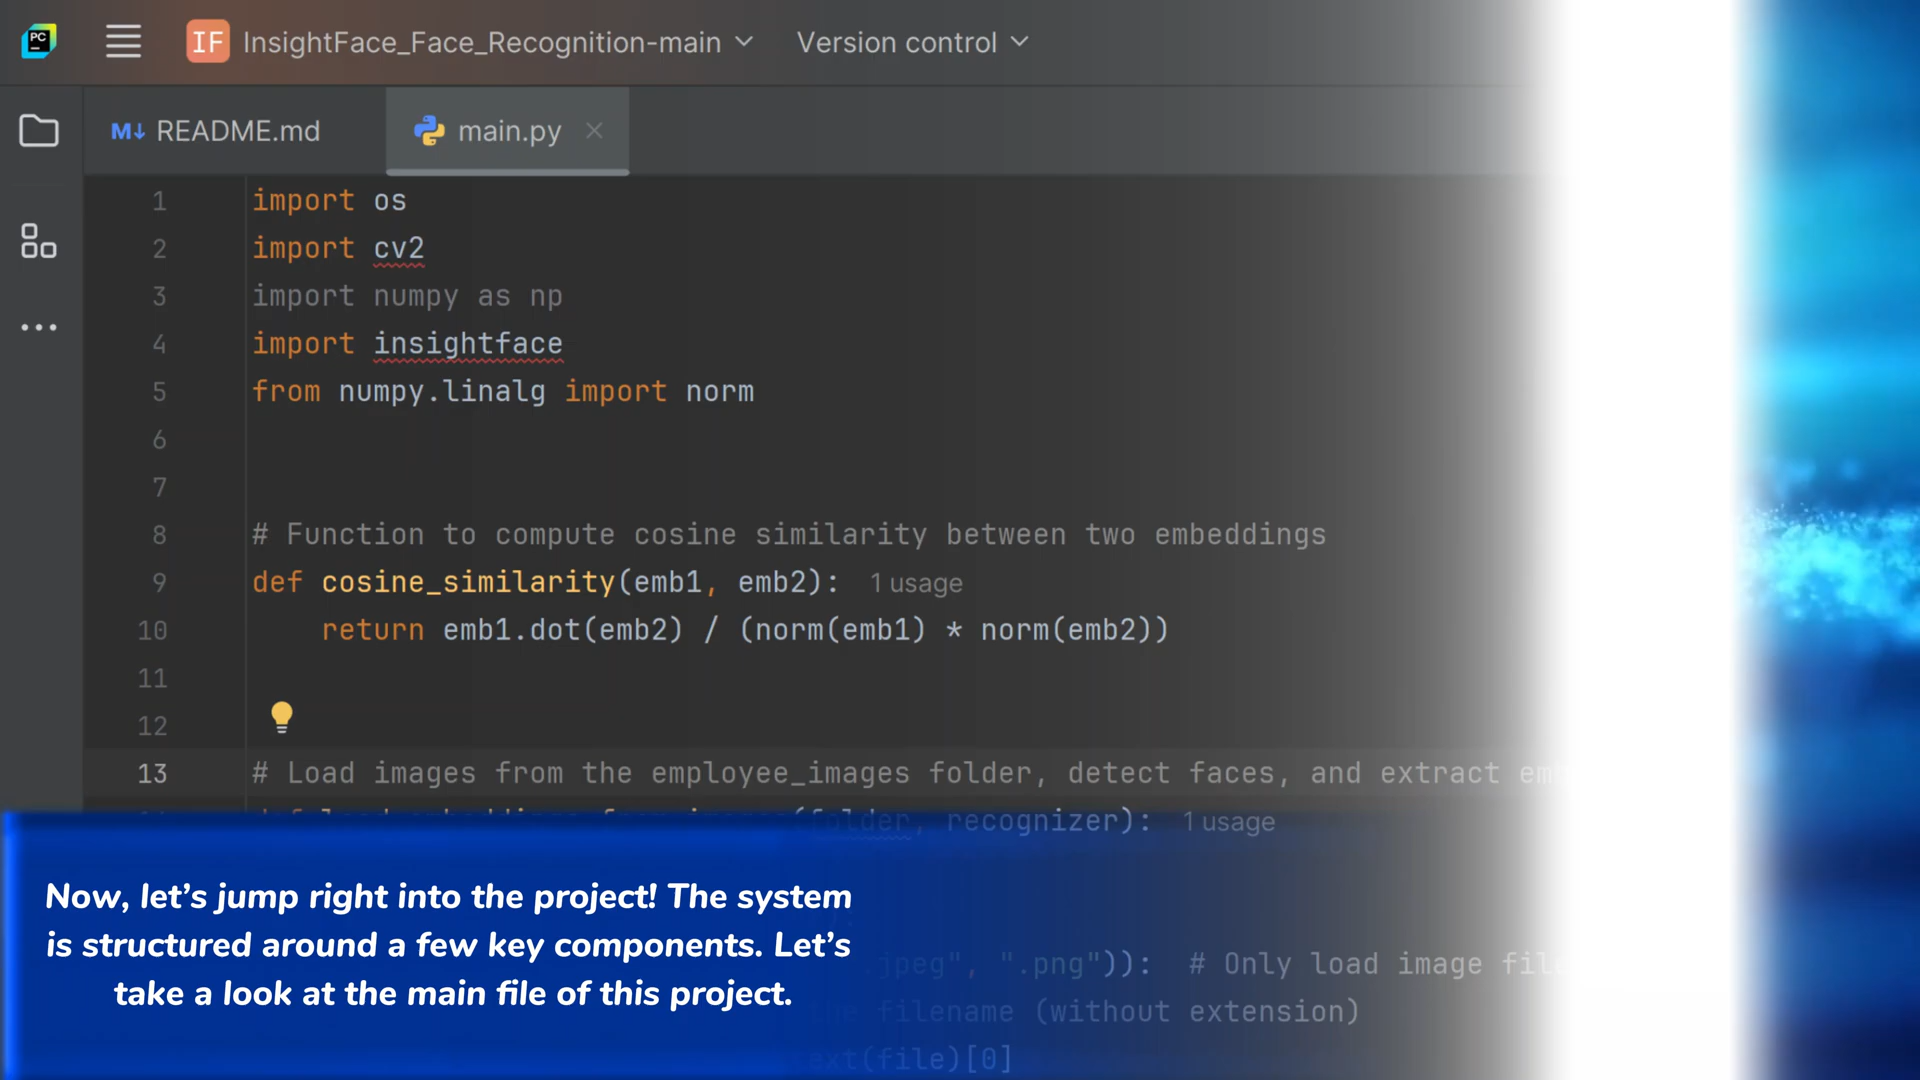 PC
IF InsightFace_Face_Recognition-main Version control
M↓ README.md main.py
1 import os
2 import cv2
3 import numpy as np
4 import insightface
5 from numpy.linalg import norm
6
7
8 # Function to compute cosine similarity between two embeddings
9 def cosine_similarity(emb1, emb2): 1 usage
10 return emb1.dot(emb2) / (norm(emb1) * norm(emb2))
11
12
13 # Load images from the employee_images folder, detect faces, and extract
(folder, recognizer): 1 usage
Now, let's jump right into the project! The system
is structured around a few key components. Let's
take a look at the main file of this project.
.jpeg", ".png")): # Only load image
filename (without extension)
(file)[0]